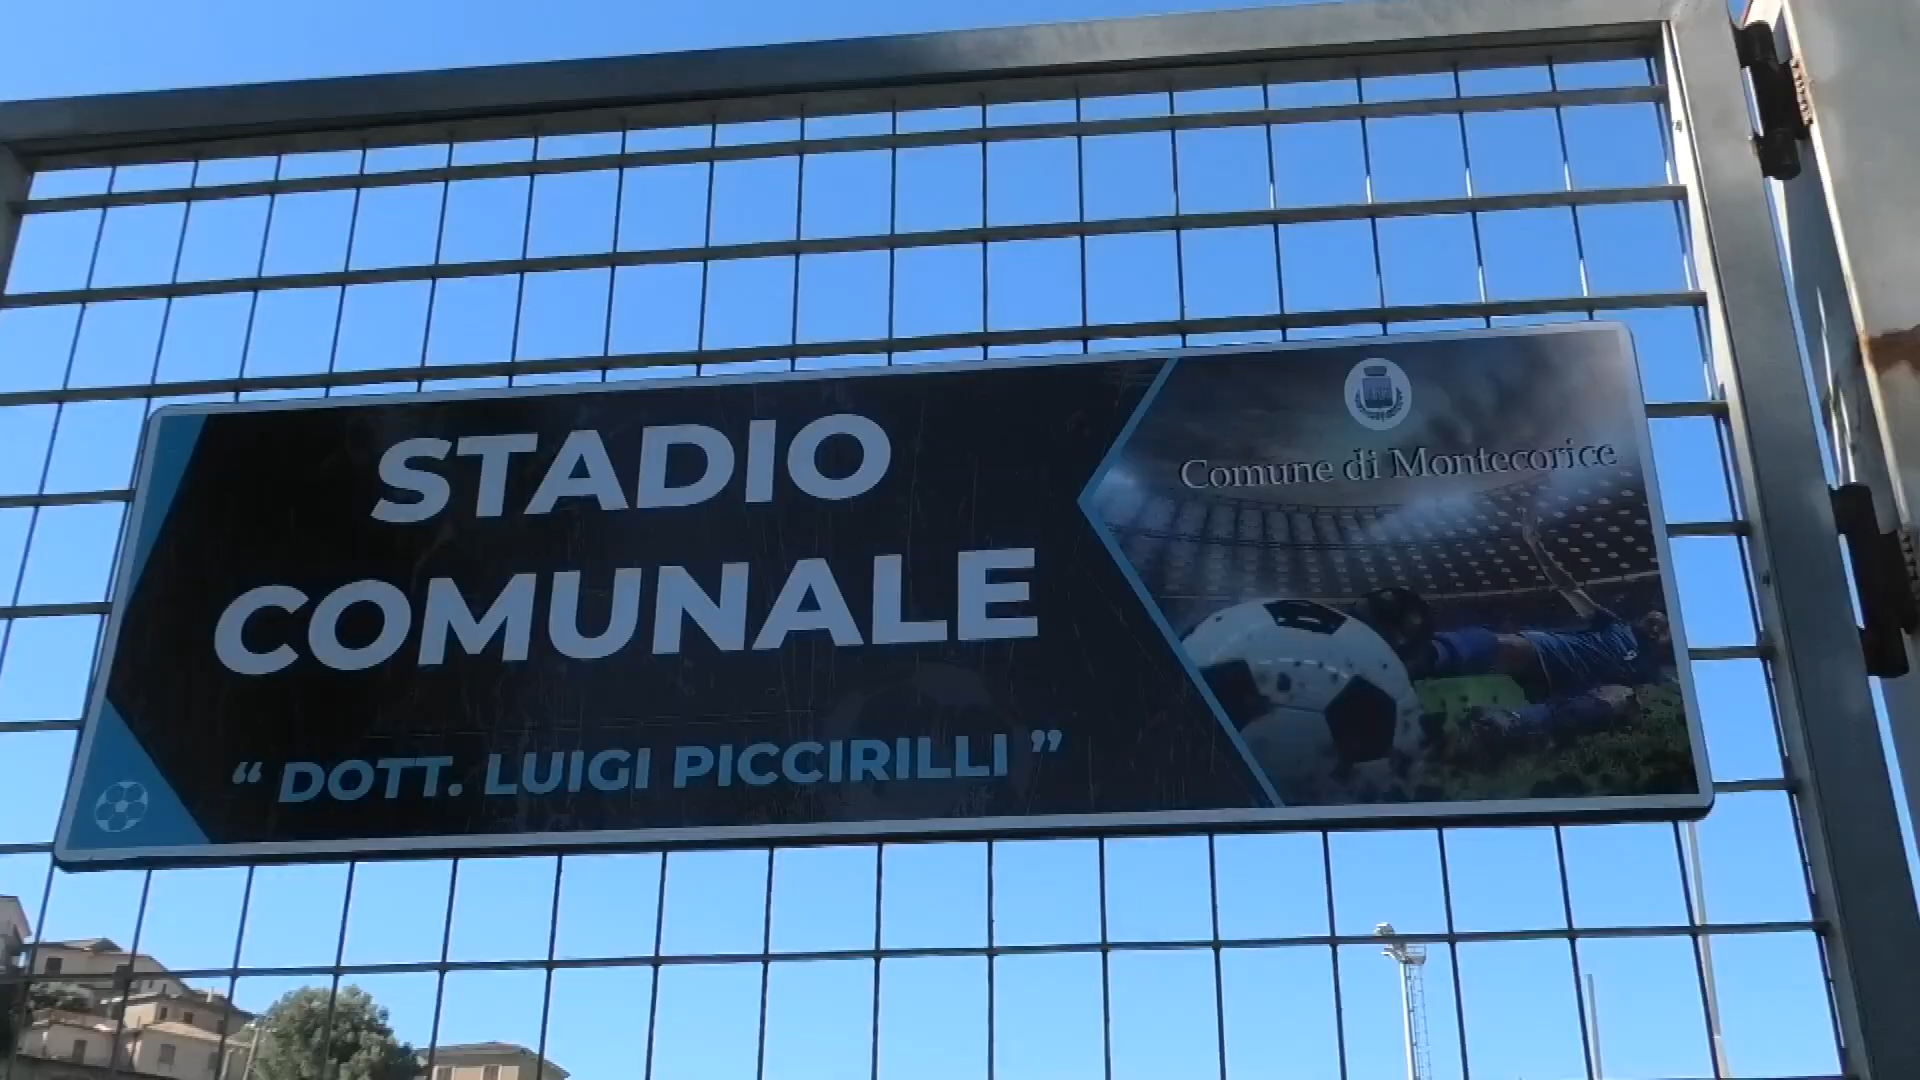 STADIO
COMUNALE
“ DOTT. LUIGI PICCIRILLI ”
Comune di Montecorice